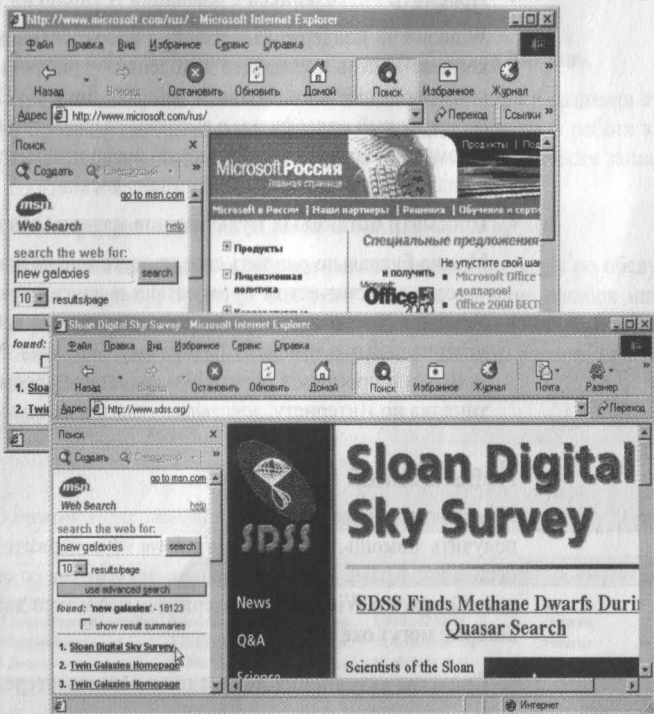 http://www.microsoft.com/rus/ - Microsoft Internet Explorer
Файл Правка Вид Избранное Сервис Справка
Назад Вперед Остановить Обновить Домой Поиск Избранное Журнал »
Адрес http://www.microsoft.com/rus/ Переход Ссылки »
Поиск ×
Создать Следующий »
msn. go to msn.com
Web Search help
search the web for:
new galaxies search
10 results/page
found:
1. Sloa
2. Twin
Продукты | Под
Microsoft Россия
Главная страница
Microsoft в России | Наши партнеры | Решения | Обучение и серти
Продукты
Лицензионная
политика
Специальные предложения
Не упустите свой шан
и получить
Microsoft Office
долларов!
Microsoft
Office
2000
Office 2000 БЕСП
Sloan Digital Sky Survey - Microsoft Internet Explorer
Файл Правка Вид Избранное Сервис Справка
Назад Вперед Остановить Обновить Домой Поиск Избранное Журнал Почта Размер »
Адрес http://www.sdss.org/ Переход
Поиск ×
Создать Следующий »
msn. go to msn.com
Web Search help
search the web for:
new galaxies search
10 results/page
use advanced search
found: 'new galaxies' - 18123
show result summaries
1. Sloan Digital Sky Survey
2. Twin Galaxies Homepage
3. Twin Galaxies Homepage
SDSS
News
Q&A
Science
Sloan Digital
Sky Survey
SDSS Finds Methane Dwarfs Durin
Quasar Search
Scientists of the Sloan
Интернет